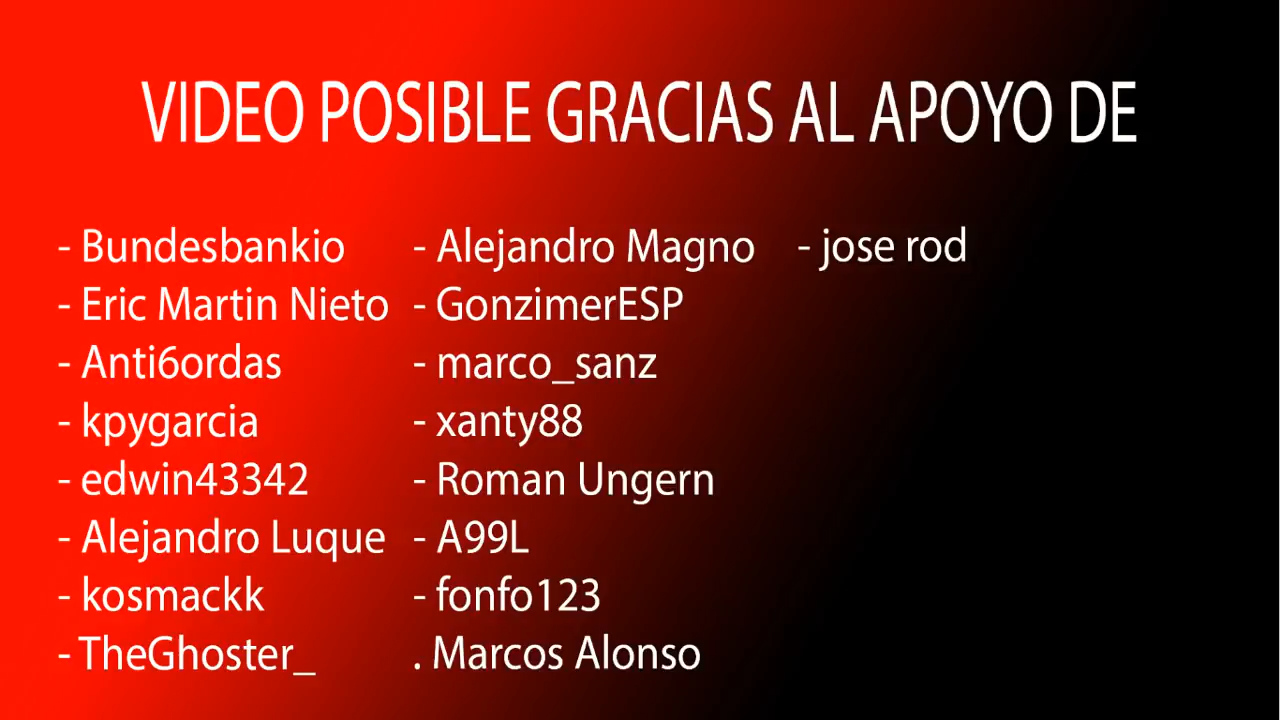 VIDEO POSIBLE GRACIAS AL APOYO DE
- Bundesbankio
- Eric Martin Nieto
- Anti6ordas
- kpygarcia
- edwin43342
- Alejandro Luque
- kosmackk
- TheGhoster_
- Alejandro Magno
- GonzimerESP
- marco_sanz
- xanty88
- Roman Ungern
- A99L
- fonfo123
. Marcos Alonso
- jose rod